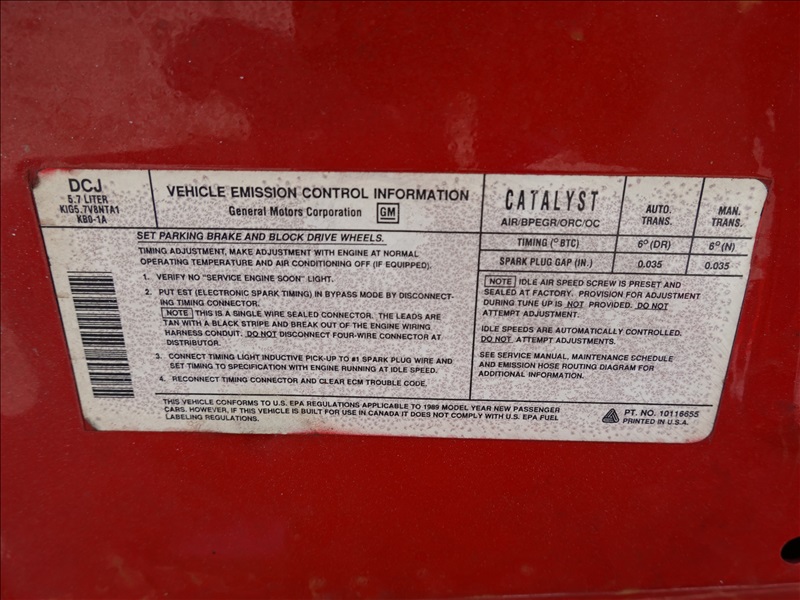 DCJ
5.7 LITER
KIG5.7V8NTA1
KB0-1A
VEHICLE EMISSION CONTROL INFORMATION
General Motors Corporation GM
CATALYST
AIR/BPEGR/ORC/OC
AUTO. TRANS.
MAN. TRANS.
TIMING (°BTC) 6°(DR) 6°(N)
SPARK PLUG GAP (IN.) 0.035 0.035
SET PARKING BRAKE AND BLOCK DRIVE WHEELS.
TIMING ADJUSTMENT, MAKE ADJUSTMENT WITH ENGINE AT NORMAL
OPERATING TEMPERATURE AND AIR CONDITIONING OFF (IF EQUIPPED).
1. VERIFY NO "SERVICE ENGINE SOON" LIGHT.
2. PUT EST (ELECTRONIC SPARK TIMING) IN BYPASS MODE BY DISCONNECT-
ING TIMING CONNECTOR.
NOTE THIS IS A SINGLE WIRE SEALED CONNECTOR. THE LEADS ARE
TAN WITH A BLACK STRIPE AND BREAK OUT OF THE ENGINE WIRING
HARNESS CONDUIT. DO NOT DISCONNECT FOUR-WIRE CONNECTOR AT
DISTRIBUTOR.
3. CONNECT TIMING LIGHT INDUCTIVE PICK-UP TO #1 SPARK PLUG WIRE AND
SET TIMING TO SPECIFICATION WITH ENGINE RUNNING AT IDLE SPEED.
4. RECONNECT TIMING CONNECTOR AND CLEAR ECM TROUBLE CODE.
NOTE IDLE AIR SPEED SCREW IS PRESET AND
SEALED AT FACTORY. PROVISION FOR ADJUSTMENT
DURING TUNE UP IS NOT PROVIDED. DO NOT
ATTEMPT ADJUSTMENT.
IDLE SPEEDS ARE AUTOMATICALLY CONTROLLED.
DO NOT ATTEMPT ADJUSTMENTS.
SEE SERVICE MANUAL, MAINTENANCE SCHEDULE
AND EMISSION HOSE ROUTING DIAGRAM FOR
ADDITIONAL INFORMATION.
THIS VEHICLE CONFORMS TO U.S. EPA REGULATIONS APPLICABLE TO 1989 MODEL YEAR NEW PASSENGER
CARS. HOWEVER, IF THIS VEHICLE IS BUILT FOR USE IN CANADA IT DOES NOT COMPLY WITH U.S. EPA FUEL
LABELING REGULATIONS.
PT. NO. 10116655
PRINTED IN U.S.A.